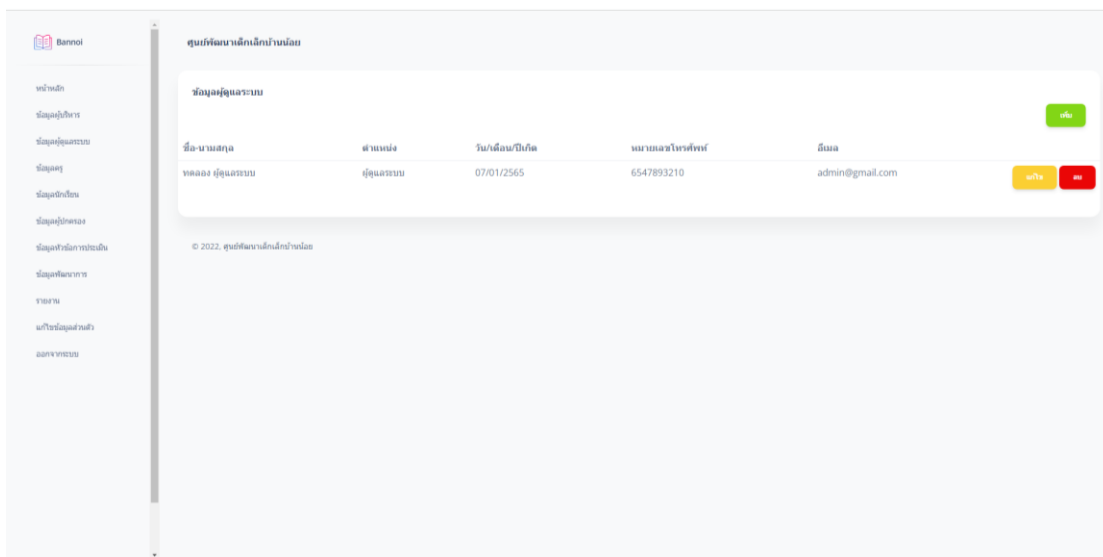 Bannoi
หน้าหลัก
ข้อมูลผู้บริหาร
ข้อมูลผู้ดูแลระบบ
ข้อมูลครู
ข้อมูลนักเรียน
ข้อมูลผู้ปกครอง
ข้อมูลหัวข้อการประเมิน
ข้อมูลพัฒนาการ
รายงาน
แก้ไขข้อมูลส่วนตัว
ออกจากระบบ
ศูนย์พัฒนาเด็กเล็กบ้านน้อย
ข้อมูลผู้ดูแลระบบ
เพิ่ม
ชื่อ-นามสกุล ตำแหน่ง วัน/เดือน/ปีเกิด หมายเลขโทรศัพท์ อีเมล
ทดลอง ผู้ดูแลระบบ ผู้ดูแลระบบ 07/01/2565 6547893210 admin@gmail.com แก้ไข ลบ
© 2022, ศูนย์พัฒนาเด็กเล็กบ้านน้อย